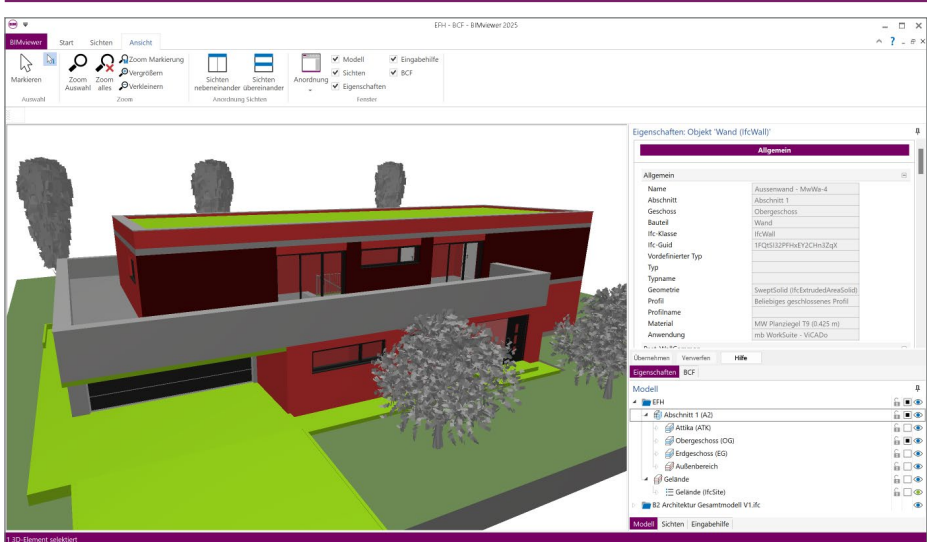 EFH - BCF - BIMviewer 2025
BIMviewer Start Sichten Ansicht
Markieren
Zoom Auswahl
Zoom alles
Zoom Markierung
Vergrößern
Verkleinern
Sichten nebeneinander
Sichten übereinander
Anordnung
Modell
Sichten
Eigenschaften
Eingabehilfe
BCF
Auswahl Zoom Anordnung Sichten Fenster
Eigenschaften: Objekt 'Wand (IfcWall)'
Allgemein
Allgemein
Name Aussenwand - MwWa-4
Abschnitt Abschnitt 1
Geschoss Obergeschoss
Bauteil Wand
Ifc-Klasse IfcWall
Ifc-Guid
Vordefinierter Typ
Typ
Typname
Geometrie SweptSolid (IfcExtrudedAreaSolid)
Profil Beliebiges geschlossenes Profil
Profilname
Material MW Planziegel T9 (0.425 m)
Anwendung mb WorkSuite - ViCADo
Übernehmen Verwerfen Hilfe
Eigenschaften BCF
Modell
EFH
Abschnitt 1 (A2)
Attika (ATK)
Obergeschoss (OG)
Erdgeschoss (EG)
Außenbereich
Gelände
Gelände (IfcSite)
B2 Architektur Gesamtmodell V1.ifc
Modell Sichten Eingabehilfe
1 3D-Element selektiert